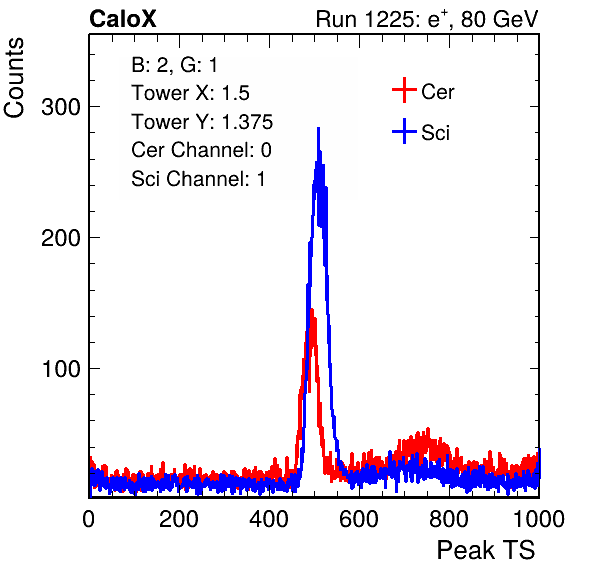 CaloX Run 1225: e⁺, 80 GeV
Counts
B: 2, G: 1
Tower X: 1.5
Tower Y: 1.375
Cer Channel: 0
Sci Channel: 1
Cer
Sci
300
200
100
0 200 400 600 800 1000
Peak TS